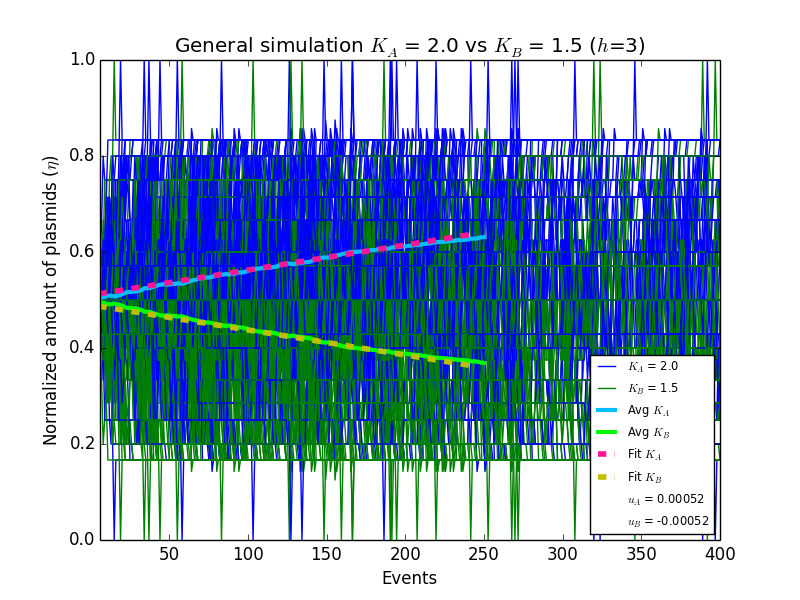 General simulation K_A = 2.0 vs K_B = 1.5 (h=3)
Normalized amount of plasmids (η)
1.0
0.8
0.6
0.4
0.2
0.0
K_A = 2.0
K_B = 1.5
Avg K_A
Avg K_B
Fit K_A
Fit K_B
u_A = 0.00052
u_B = -0.00052
50 100 150 200 250 300 350 400
Events